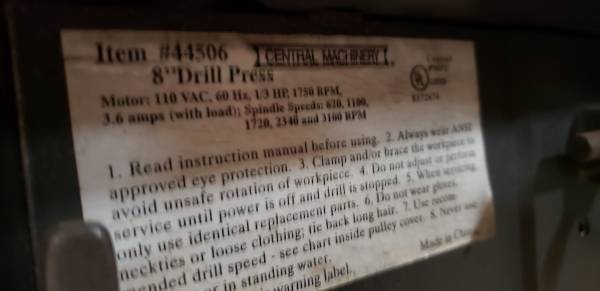 Item #44506 CENTRAL MACHINERY
8" Drill Press
Motor: 110 VAC, 60 Hz, 1/3 HP, 1750 RPM,
3.6 amps (with load); Spindle Speeds: 620, 1100,
1720, 2340 and 3100 RPM
1. Read instruction manual before using. 2. Always wear ANSI
approved eye protection. 3. Clamp and/or brace the workpiece to
avoid unsafe rotation of workpiece. 4. Do not adjust or perform
service until power is off and drill is stopped. 5. When servicing,
only use identical replacement parts. 6. Do not wear gloves,
neckties or loose clothing; tie back long hair. 7. Use recom-
mended drill speed - see chart inside pulley cover. 8. Never use
or in standing water.
warning label.
Made in China